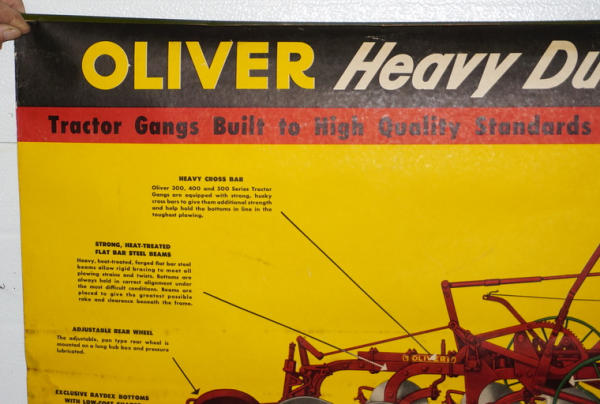 OLIVER Heavy Du
Tractor Gangs Built to High Quality Standards
HEAVY CROSS BAR
Oliver 300, 400 and 500 Series Tractor
Gangs are equipped with strong, husky
cross bars to give them additional strength
and help hold the bottoms in line in the
toughest plowing.
STRONG, HEAT-TREATED
FLAT BAR STEEL BEAMS
Heavy, heat-treated, forged flat bar steel
beams allow rigid bracing to meet all
plowing strains and twists. Bottoms are
always held in correct alignment under
the most difficult conditions. Beams are
placed to give the greatest possible
rake and clearance beneath the frame.
ADJUSTABLE REAR WHEEL
The adjustable, pan type rear wheel is
mounted on a long hub box and pressure
lubricated.
OLIVER
EXCLUSIVE RAYDEX BOTTOMS
WITH LOW-COST